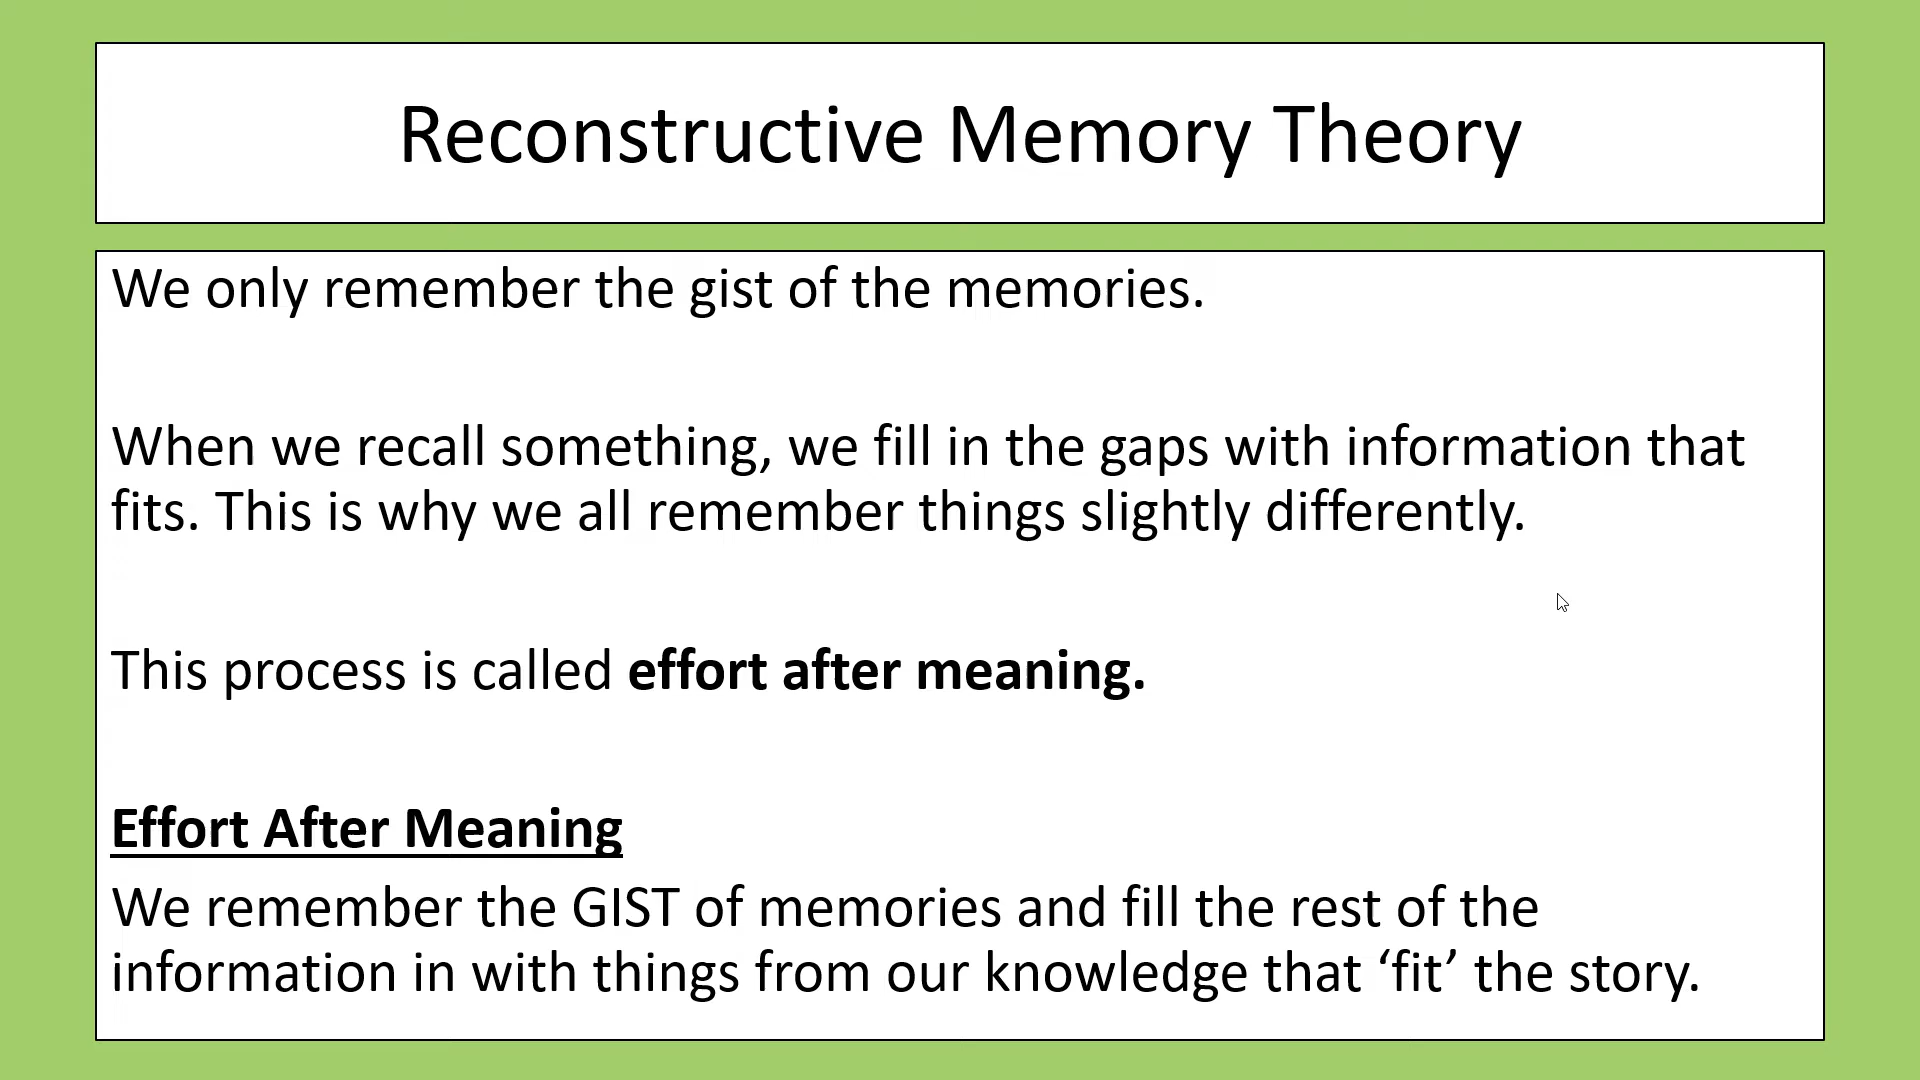 Reconstructive Memory Theory
We only remember the gist of the memories.
When we recall something, we fill in the gaps with information that
fits. This is why we all remember things slightly differently.
This process is called effort after meaning.
Effort After Meaning
We remember the GIST of memories and fill the rest of the
information in with things from our knowledge that ‘fit’ the story.